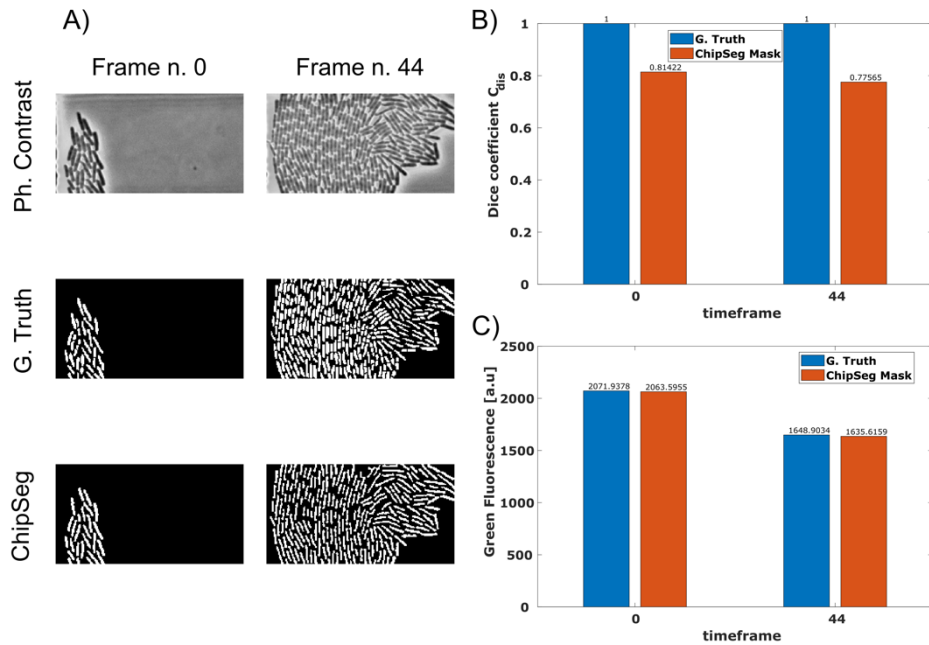 A)
Frame n. 0
Frame n. 44
Ph. Contrast
G. Truth
ChipSeg
B)
Dice coefficient C_dis
1
0.8
0.6
0.4
0.2
0
1
0.81422
1
0.77565
G. Truth
ChipSeg Mask
0
44
timeframe
C)
Green Fluorescence [a.u]
2500
2000
1500
1000
500
0
2071.9378
2063.5955
1648.9034
1635.6159
G. Truth
ChipSeg Mask
0
44
timeframe